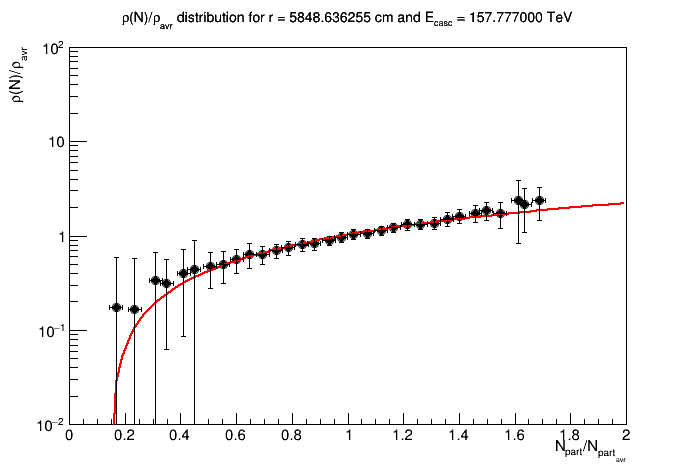 ρ(N)/ρavr distribution for r = 5848.636255 cm and Ecasc = 157.777000 TeV
ρ(N)/ρavr
10²
10
1
10⁻¹
10⁻²
0 0.2 0.4 0.6 0.8 1 1.2 1.4 1.6 1.8 2
Npart/Npartavr